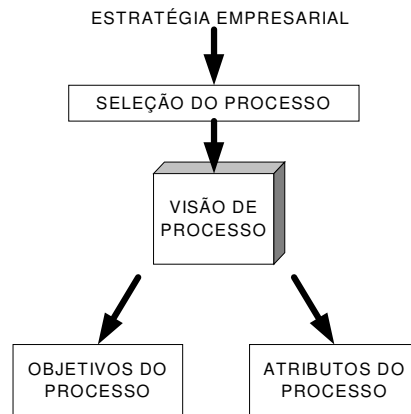 ESTRATÉGIA EMPRESARIAL
SELEÇÃO DO PROCESSO
VISÃO DE
PROCESSO
OBJETIVOS DO
PROCESSO
ATRIBUTOS DO
PROCESSO